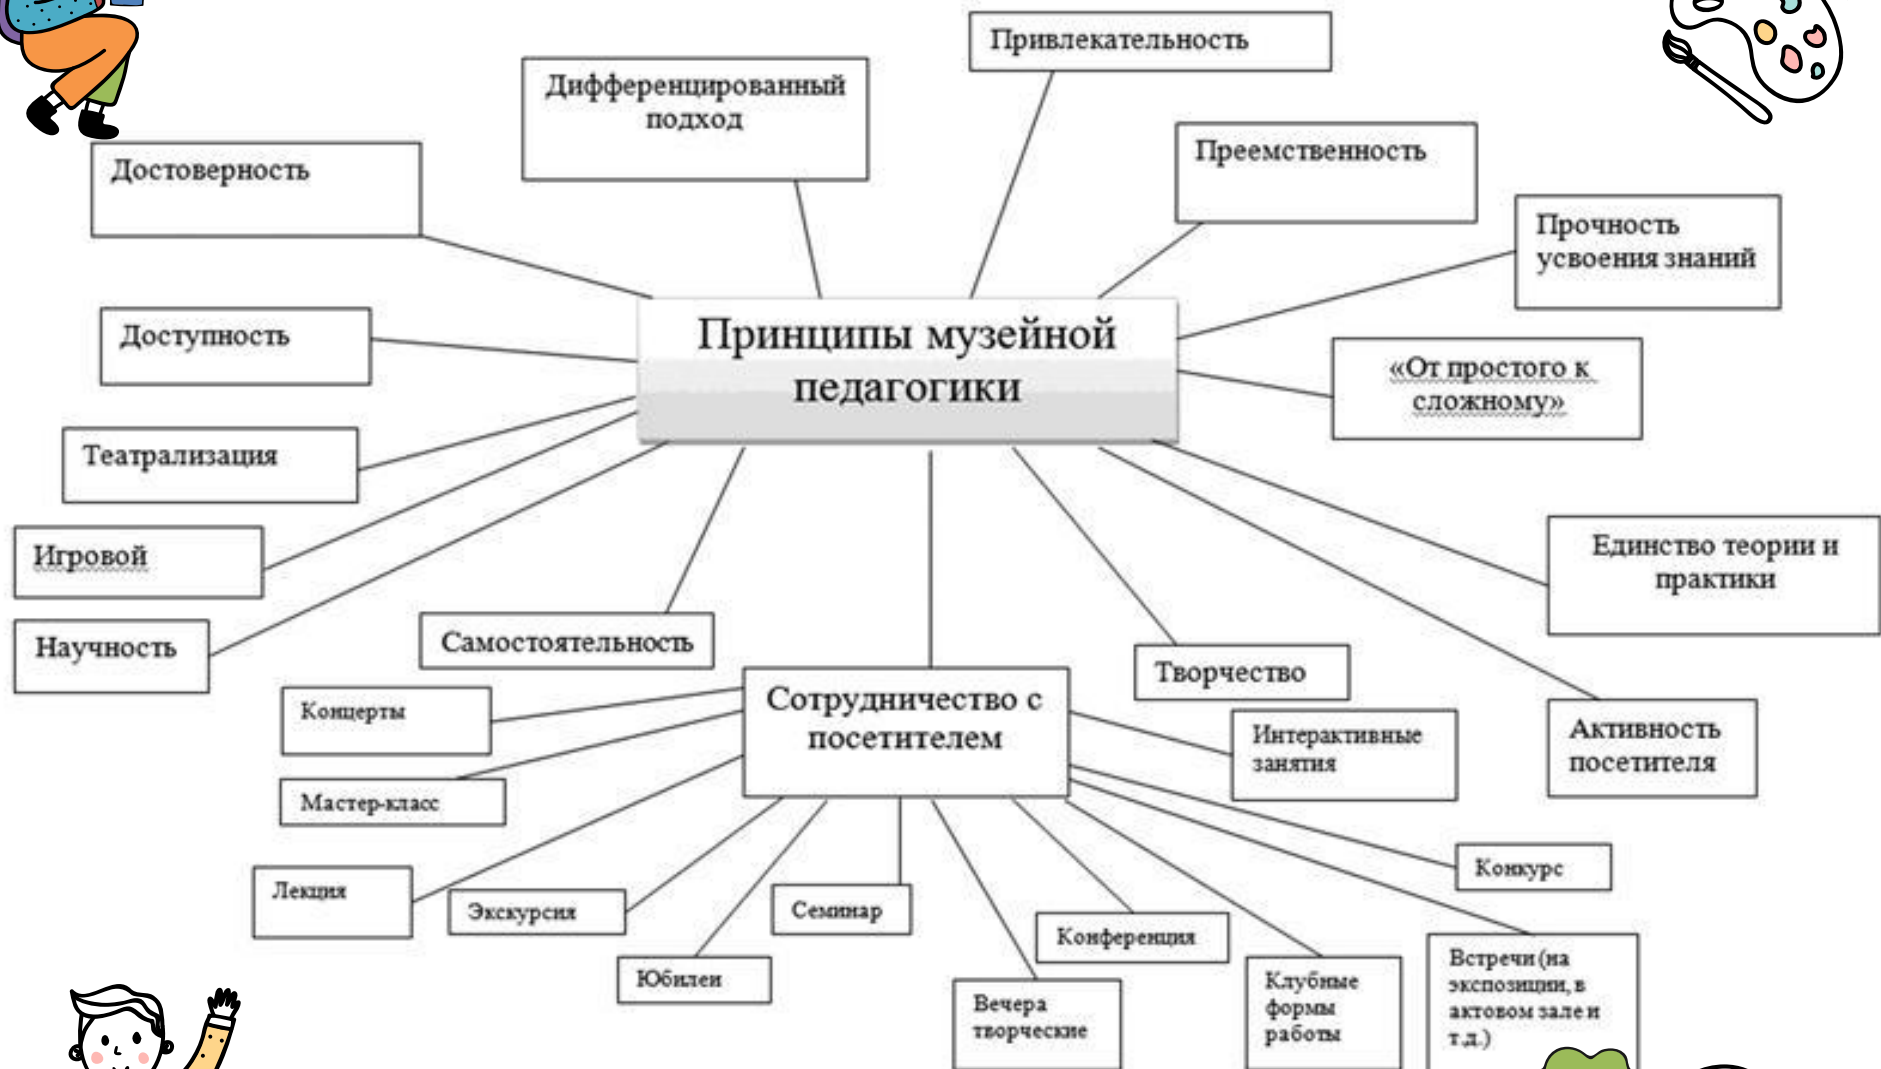 Привлекательность
Дифференцированный
подход
Преемственность
Достоверность
Прочность
усвоения знаний
Принципы музейной
педагогики
Доступность
«От простого к
сложному»
Театрализация
Игровой
Единство теории и
практики
Научность
Самостоятельность
Творчество
Сотрудничество с
посетителем
Концерты
Интерактивные
занятия
Активность
посетителя
Мастер-класс
Лекция
Экскурсия
Семинар
Конкурс
Конференция
Юбилеи
Вечера
творческие
Клубные
формы
работы
Встречи (на
экспозиции, в
актовом зале и
т.д.)